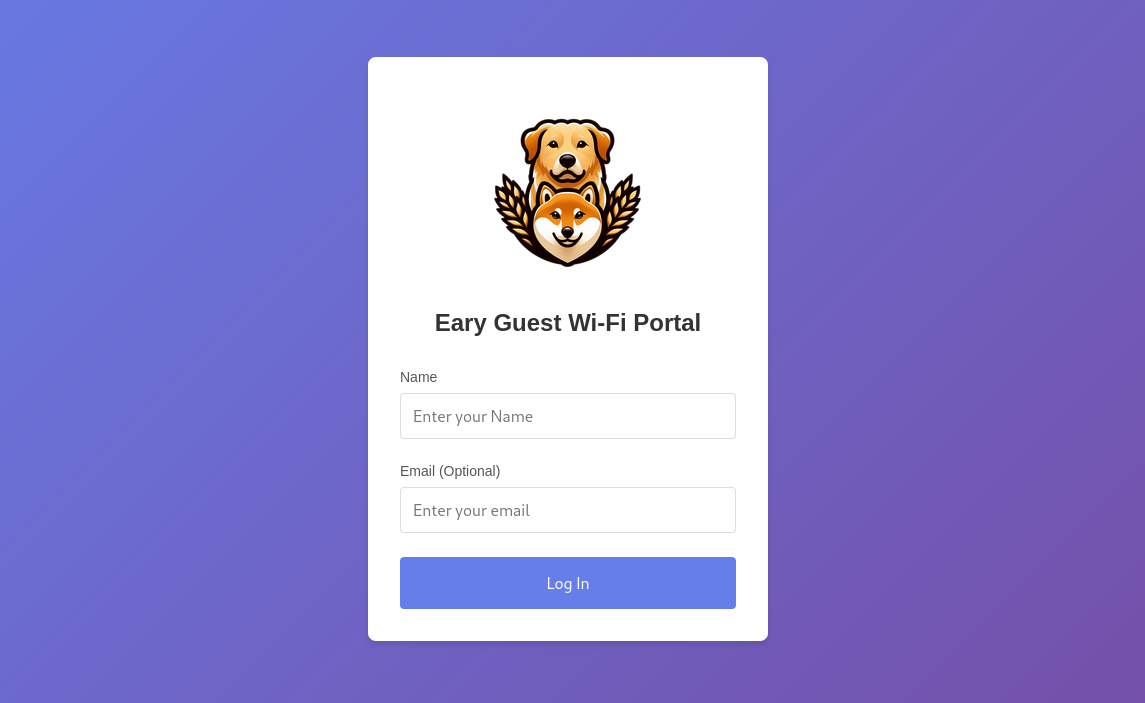 Eary Guest Wi-Fi Portal
Name
Enter your Name
Email (Optional)
Enter your email
Log In